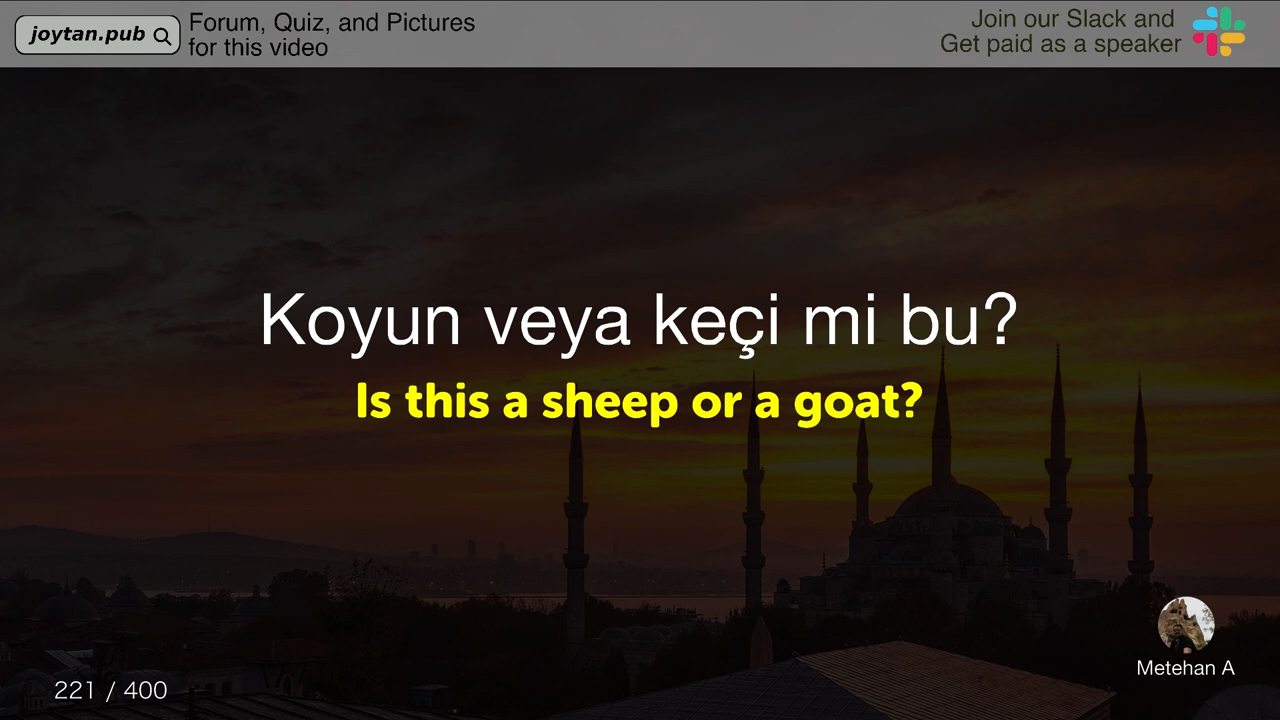 joytan.pub
Forum, Quiz, and Pictures
for this video
Join our Slack and
Get paid as a speaker
Koyun veya keçi mi bu?
Is this a sheep or a goat?
Metehan A
221 / 400